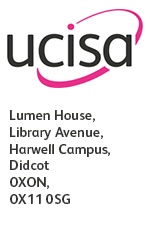 ucisa
Lumen House,
Library Avenue,
Harwell Campus,
Didcot
OXON,
OX11 0SG